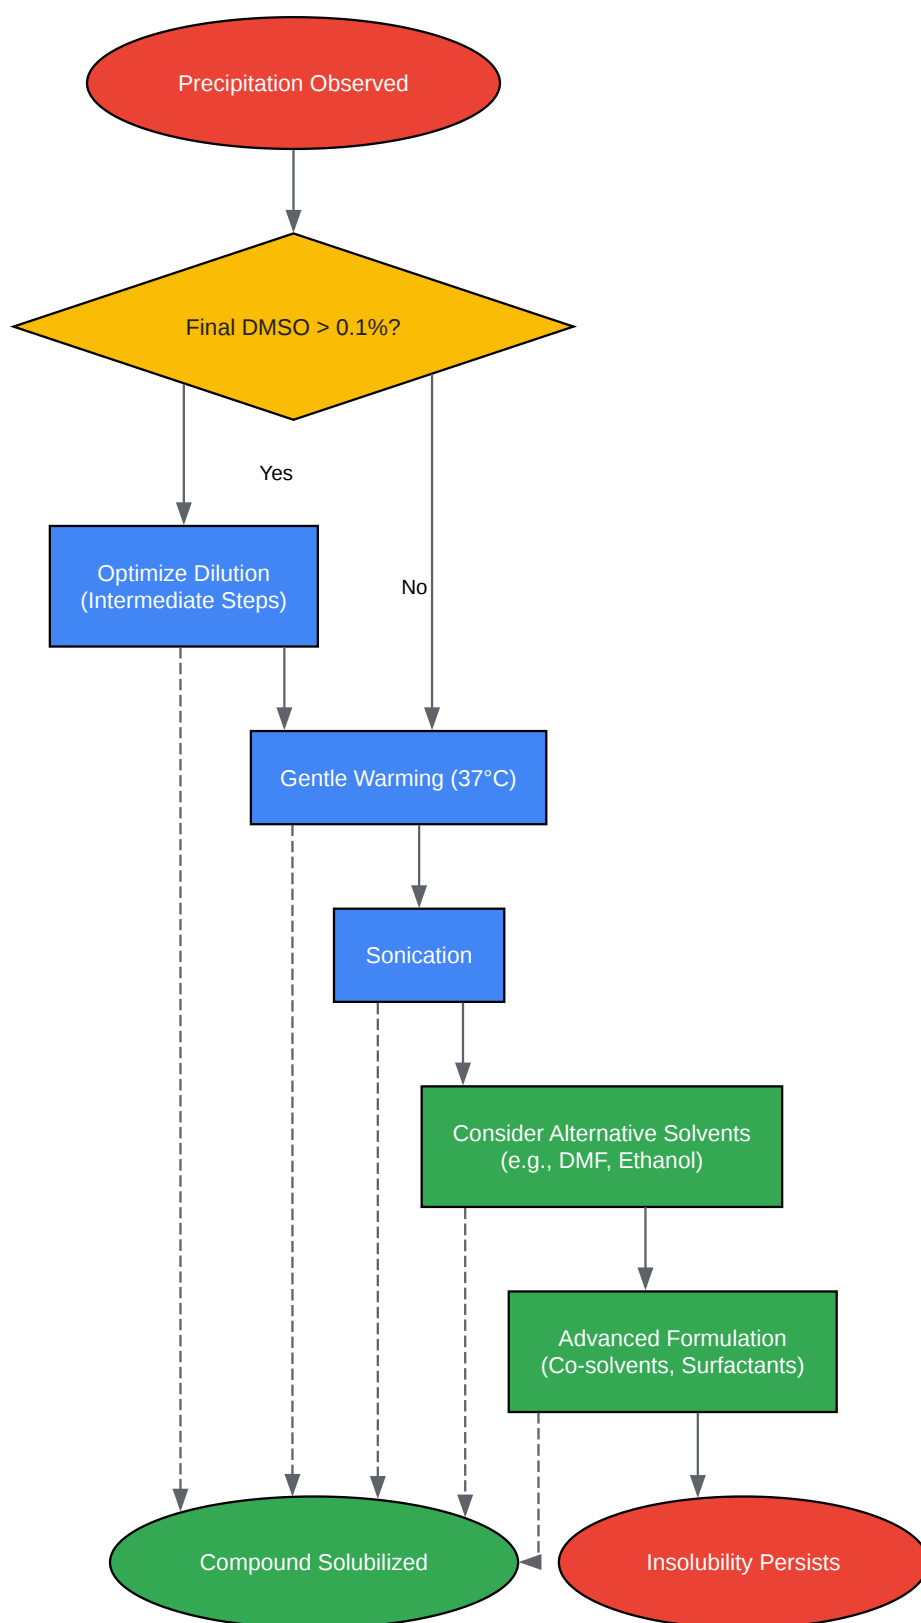 Precipitation Observed
Final DMSO > 0.1%?
Yes
Optimize Dilution
(Intermediate Steps)
No
Gentle Warming (37°C)
Sonication
Consider Alternative Solvents
(e.g., DMF, Ethanol)
Advanced Formulation
(Co-solvents, Surfactants)
Compound Solubilized
Insolubility Persists